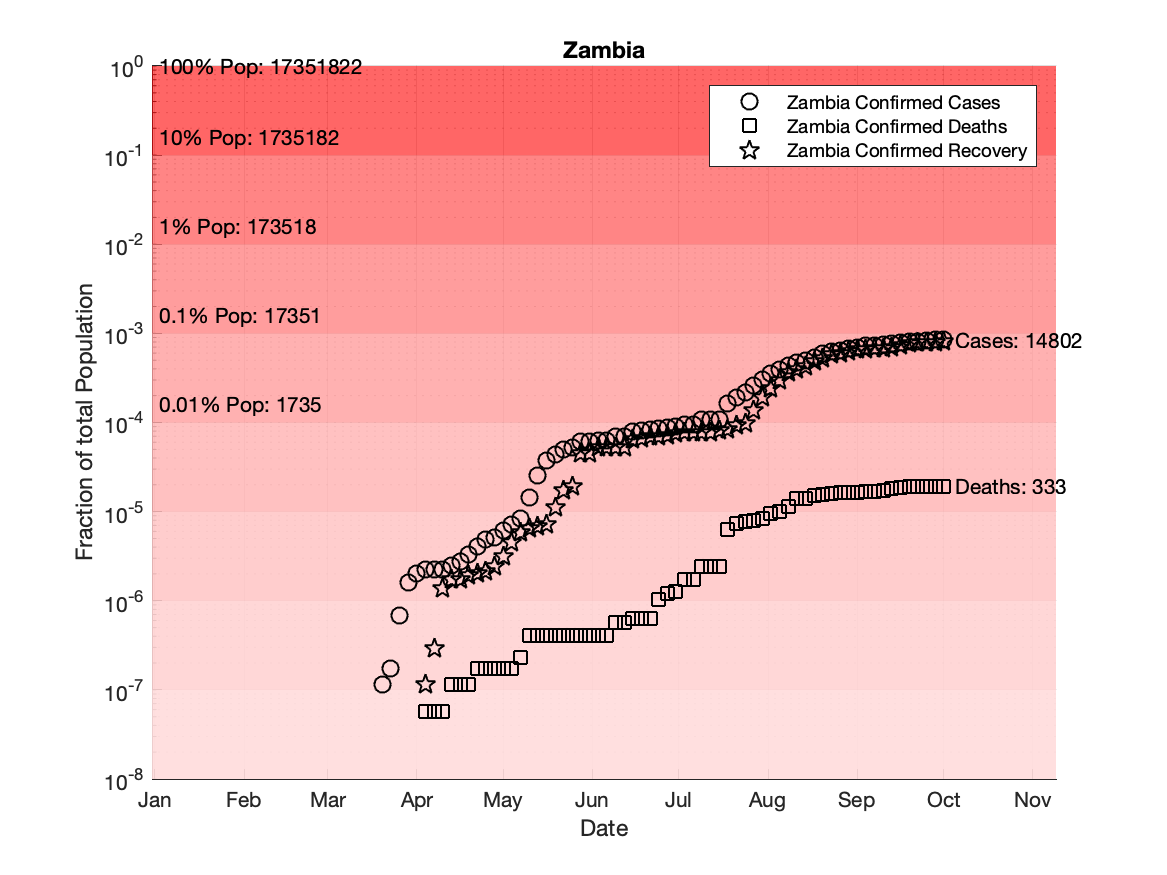 Zambia
10^0
100% Pop: 17351822
Zambia Confirmed Cases
Zambia Confirmed Deaths
Zambia Confirmed Recovery
10% Pop: 1735182
10^-1
1% Pop: 173518
10^-2
0.1% Pop: 17351
10^-3
Cases: 14802
0.01% Pop: 1735
10^-4
Deaths: 333
10^-5
10^-6
10^-7
10^-8
Fraction of total Population
Jan Feb Mar Apr May Jun Jul Aug Sep Oct Nov
Date